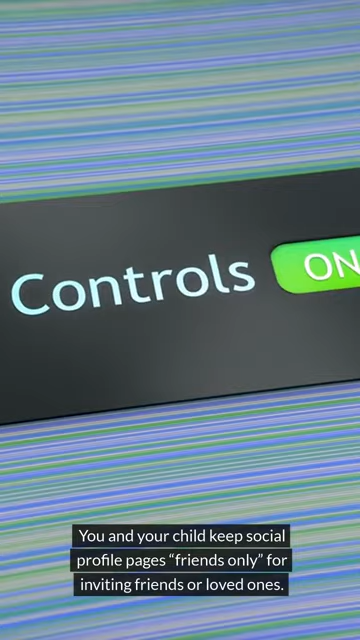 Controls ON
You and your child keep social
profile pages “friends only” for
inviting friends or loved ones.